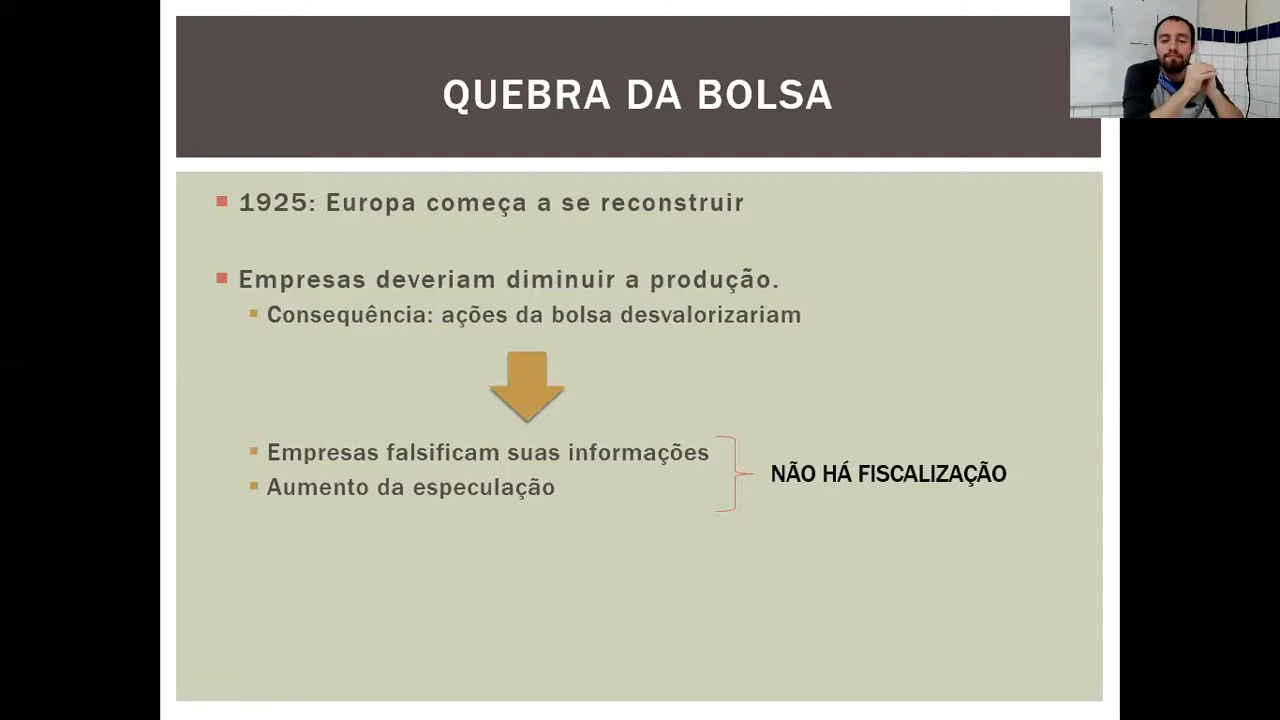 QUEBRA DA BOLSA
1925: Europa começa a se reconstruir
Empresas deveriam diminuir a produção.
Consequência: ações da bolsa desvalorizariam
Empresas falsificam suas informações
Aumento da especulação
NÃO HÁ FISCALIZAÇÃO